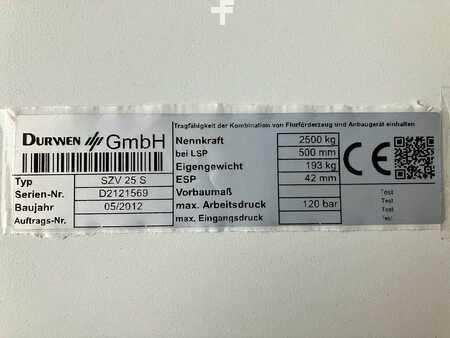 DURWEN GmbH
Typ SZV 25 S
Serien-Nr. D2121569
Baujahr 05/2012
Auftrags-Nr.
Tragfähigkeit der Kombination von Flurförderzeug und Anbaugerät einhalten
Nennkraft 2500 kg
bei LSP 500 mm
Eigengewicht 193 kg
ESP 42 mm
Vorbaumaß
max. Arbeitsdruck 120 bar
max. Eingangsdruck
CE
Test
Test
Test
Test